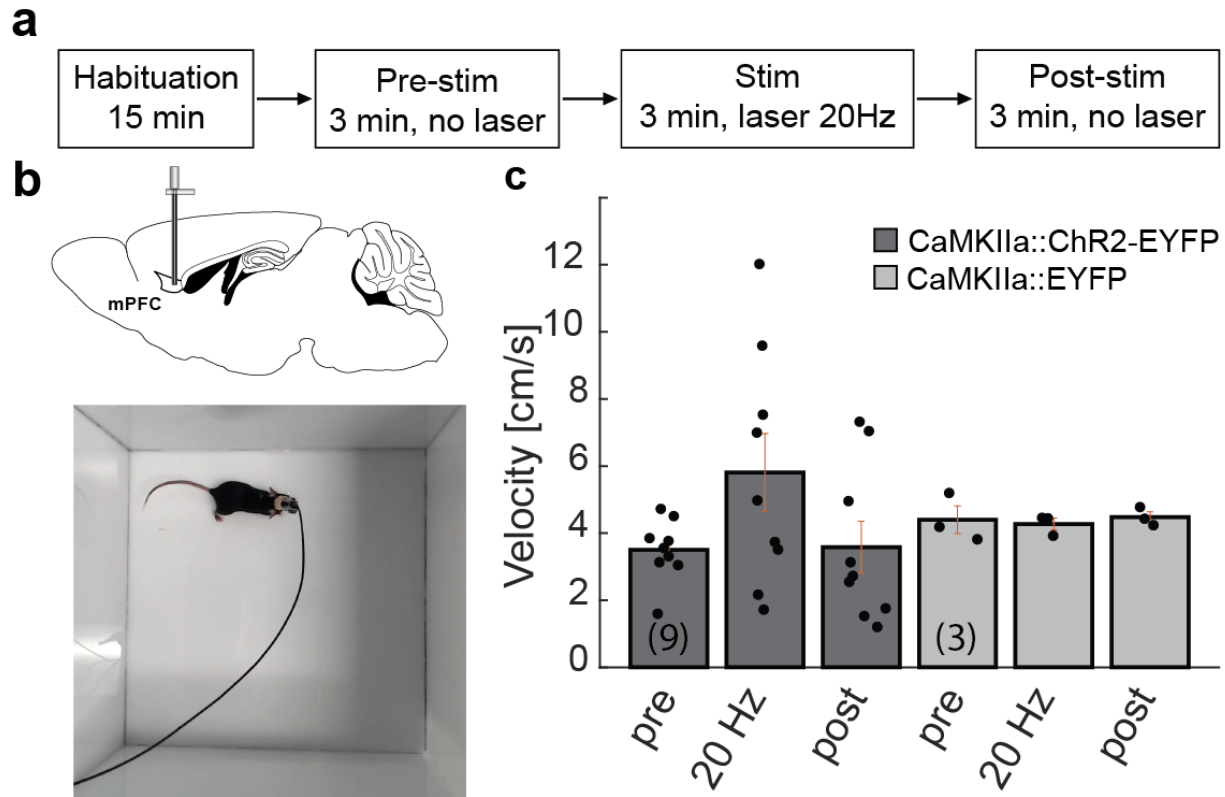 a
Habituation
15 min
Pre-stim
3 min, no laser
Stim
3 min, laser 20Hz
Post-stim
3 min, no laser
b
mPFC
c
CaMKIIa::ChR2-EYFP
CaMKIIa::EYFP
Velocity [cm/s]
12
10
8
6
4
2
0
(9)
(3)
pre
20 Hz
post
pre
20 Hz
post